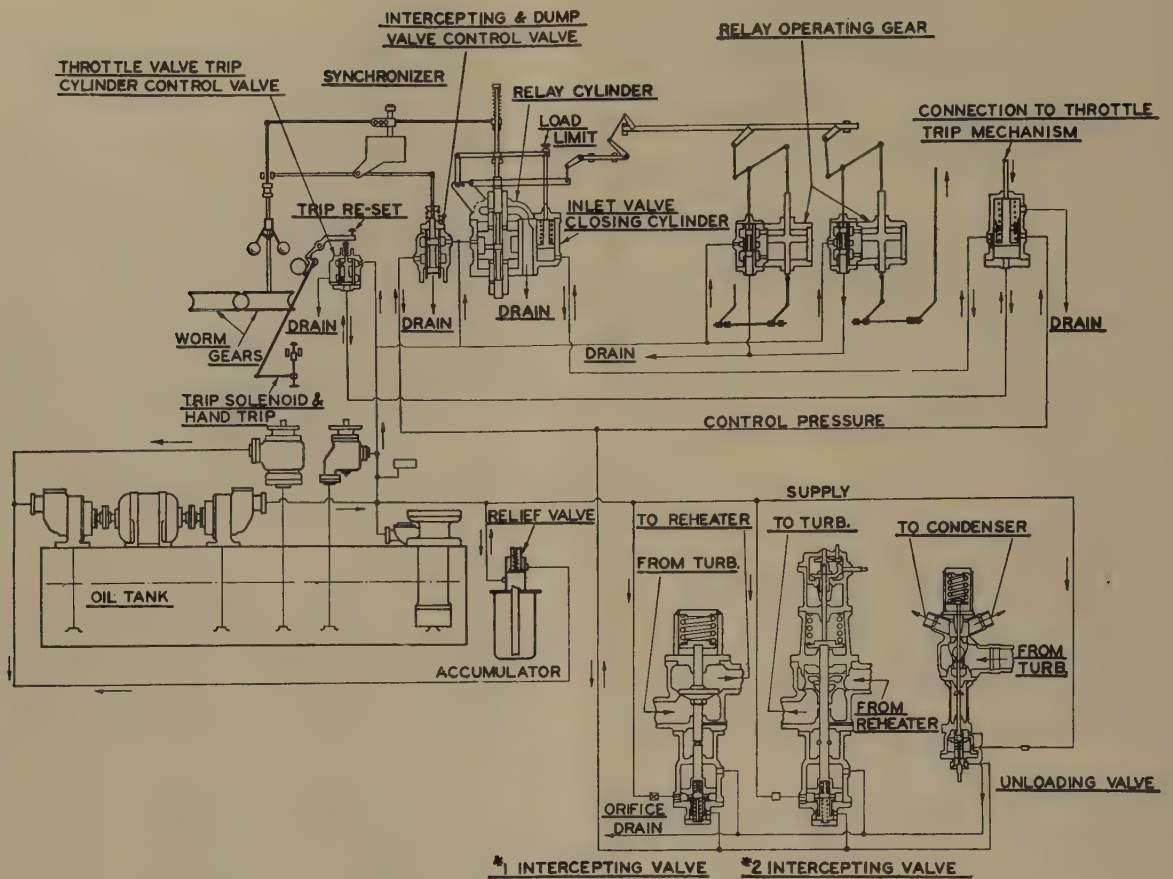 INTERCEPTING & DUMP
VALVE CONTROL VALVE
RELAY OPERATING GEAR
THROTTLE VALVE TRIP
CYLINDER CONTROL VALVE
SYNCHRONIZER
RELAY CYLINDER
LOAD
LIMIT
CONNECTION TO THROTTLE
TRIP MECHANISM
TRIP RE-SET
INLET VALVE
CLOSING CYLINDER
DRAIN
DRAIN
DRAIN
DRAIN
DRAIN
WORM
GEARS
TRIP SOLENOID &
HAND TRIP
CONTROL PRESSURE
SUPPLY
RELIEF VALVE
TO REHEATER
TO TURB.
TO CONDENSER
FROM TURB.
OIL TANK
ACCUMULATOR
FROM
TURB.
FROM
REHEATER
UNLOADING VALVE
ORIFICE
DRAIN
*1 INTERCEPTING VALVE
*2 INTERCEPTING VALVE